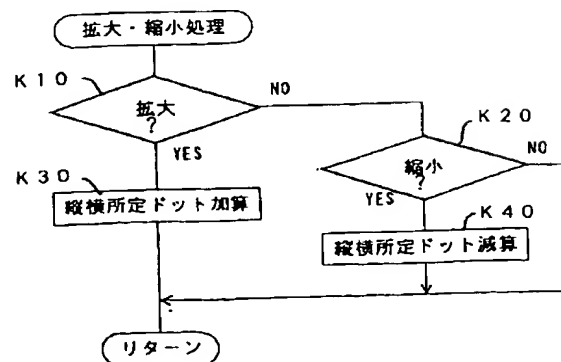 拡大・縮小処理
K10
拡大
?
NO
YES
K20
縮小
?
NO
YES
K30
縦横所定ドット加算
K40
縦横所定ドット減算
リターン